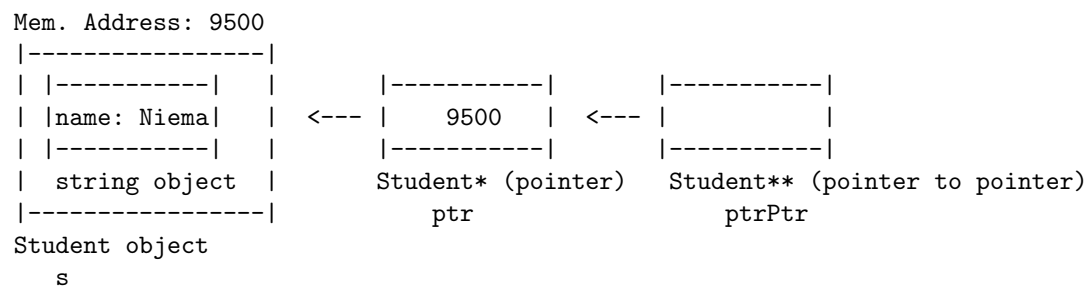 Mem. Address: 9500
|-----------------|
| |-----------|   |       |-----------|        |-----------|
| |name: Niema|   |  <--- |    9500   |  <---  |           |
| |-----------|   |       |-----------|        |-----------|
|  string object  |       Student* (pointer)   Student** (pointer to pointer)
|-----------------|           ptr                  ptrPtr
Student object
   s